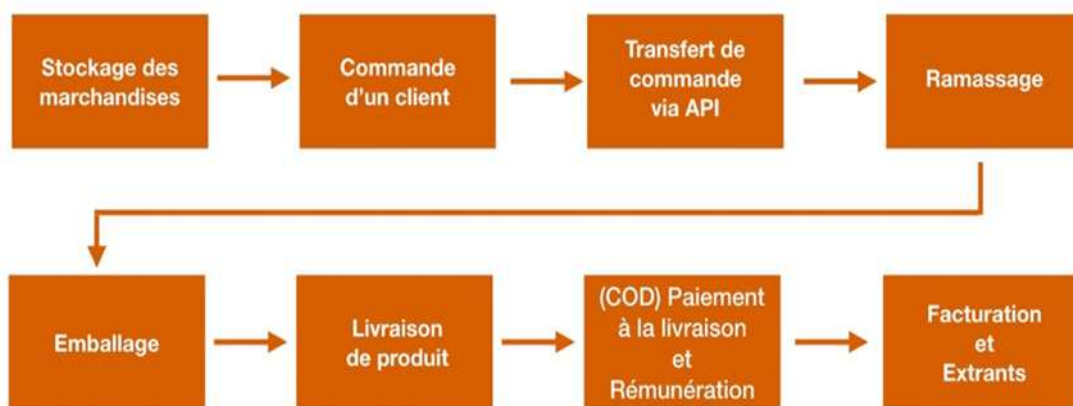 Stockage des
marchandises
Commande
d'un client
Transfert de
commande
via API
Ramassage
Emballage
Livraison
de produit
(COD) Paiement
à la livraison
et
Rémunération
Facturation
et
Extrants